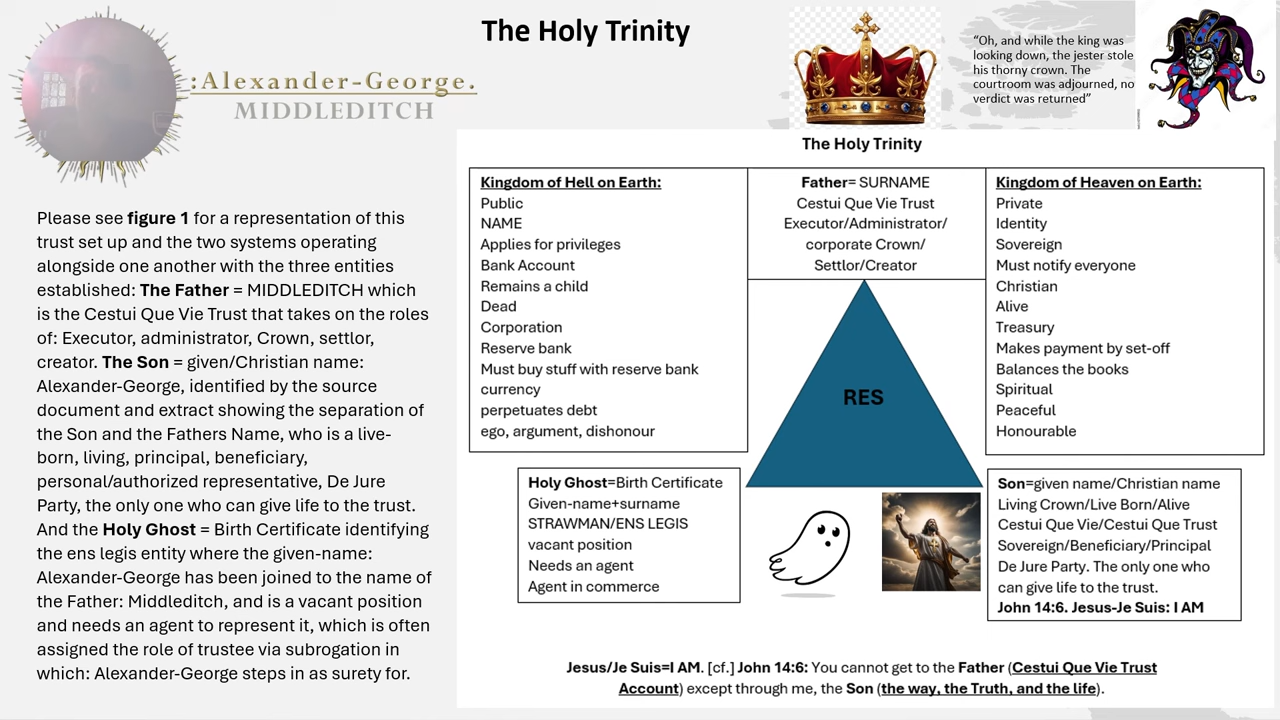 The Holy Trinity
:Alexander-George.
MIDDLEDITCH
“Oh, and while the king was
looking down, the jester stole
his thorny crown. The
courtroom was adjourned, no
verdict was returned”
Please see figure 1 for a representation of this
trust set up and the two systems operating
alongside one another with the three entities
established: The Father = MIDDLEDITCH which
is the Cestui Que Vie Trust that takes on the roles
of: Executor, administrator, Crown, settlor,
creator. The Son = given/Christian name:
Alexander-George, identified by the source
document and extract showing the separation of
the Son and the Fathers Name, who is a live-
born, living, principal, beneficiary,
personal/authorized representative, De Jure
Party, the only one who can give life to the trust.
And the Holy Ghost = Birth Certificate identifying
the ens legis entity where the given-name:
Alexander-George has been joined to the name of
the Father: Middleditch, and is a vacant position
and needs an agent to represent it, which is often
assigned the role of trustee via subrogation in
which: Alexander-George steps in as surety for.
The Holy Trinity
Kingdom of Hell on Earth:
Public
NAME
Applies for privileges
Bank Account
Remains a child
Dead
Corporation
Reserve bank
Must buy stuff with reserve bank
currency
perpetuates debt
ego, argument, dishonour
Father= SURNAME
Cestui Que Vie Trust
Executor/Administrator/
corporate Crown/
Settlor/Creator
Kingdom of Heaven on Earth:
Private
Identity
Sovereign
Must notify everyone
Christian
Alive
Treasury
Makes payment by set-off
Balances the books
Spiritual
Peaceful
Honourable
RES
Holy Ghost=Birth Certificate
Given-name+surname
STRAWMAN/ENS LEGIS
vacant position
Needs an agent
Agent in commerce
Son=given name/Christian name
Living Crown/Live Born/Alive
Cestui Que Vie/Cestui Que Trust
Sovereign/Beneficiary/Principal
De Jure Party. The only one who
can give life to the trust.
John 14:6. Jesus-Je Suis: I AM
Jesus/Je Suis=I AM. [cf.] John 14:6: You cannot get to the Father (Cestui Que Vie Trust
Account) except through me, the Son (the way, the Truth, and the life).